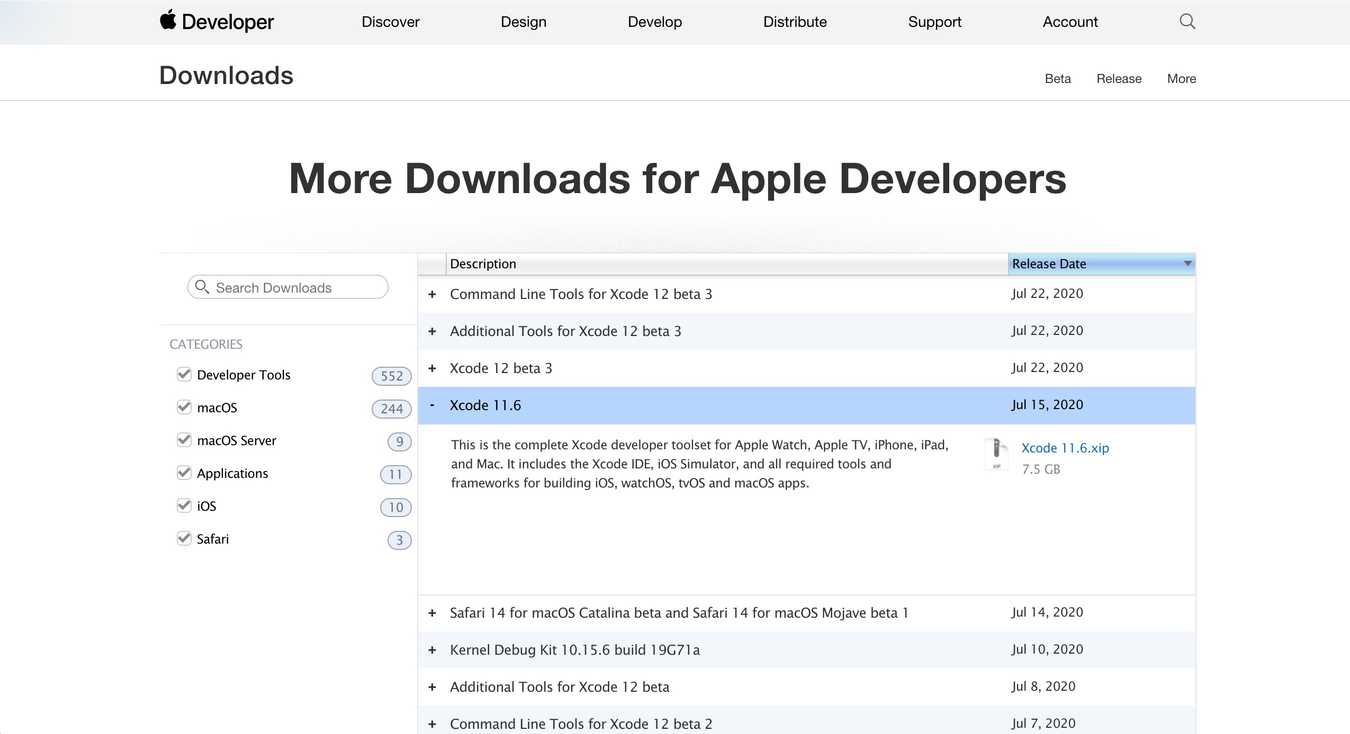 Developer
Discover
Design
Develop
Distribute
Support
Account
Downloads
Beta
Release
More
More Downloads for Apple Developers
Search Downloads
CATEGORIES
Developer Tools 552
macOS 244
macOS Server 9
Applications 11
iOS 10
Safari 3
Description Release Date
+ Command Line Tools for Xcode 12 beta 3 Jul 22, 2020
+ Additional Tools for Xcode 12 beta 3 Jul 22, 2020
+ Xcode 12 beta 3 Jul 22, 2020
- Xcode 11.6 Jul 15, 2020
This is the complete Xcode developer toolset for Apple Watch, Apple TV, iPhone, iPad,
and Mac. It includes the Xcode IDE, iOS Simulator, and all required tools and
frameworks for building iOS, watchOS, tvOS and macOS apps.
Xcode 11.6.xip
7.5 GB
+ Safari 14 for macOS Catalina beta and Safari 14 for macOS Mojave beta 1 Jul 14, 2020
+ Kernel Debug Kit 10.15.6 build 19G71a Jul 10, 2020
+ Additional Tools for Xcode 12 beta Jul 8, 2020
+ Command Line Tools for Xcode 12 beta 2 Jul 7, 2020